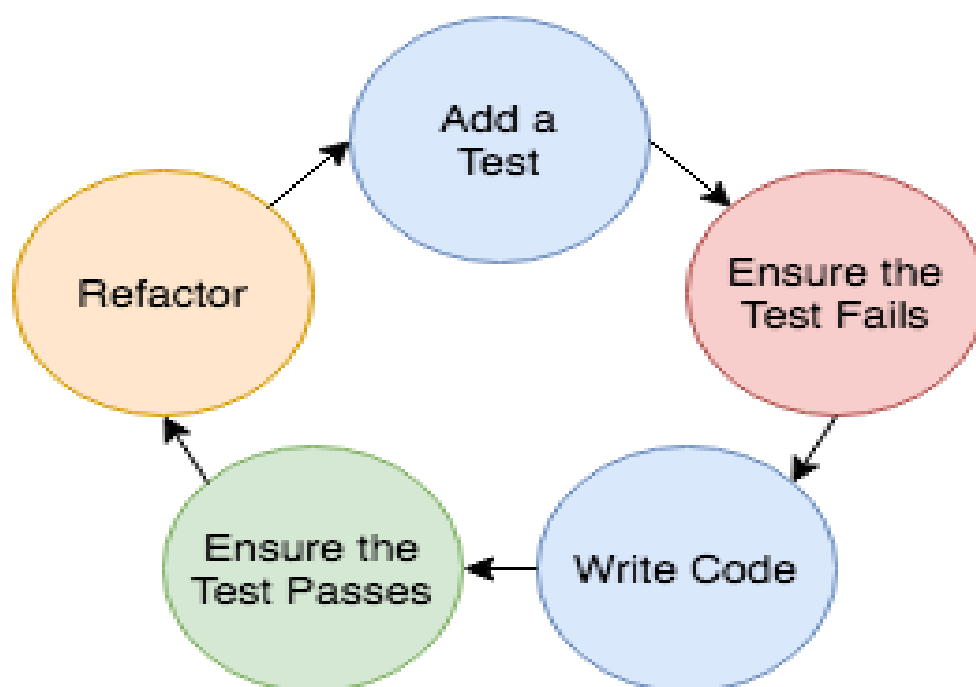 Add a
Test
Ensure the
Test Fails
Write Code
Ensure the
Test Passes
Refactor